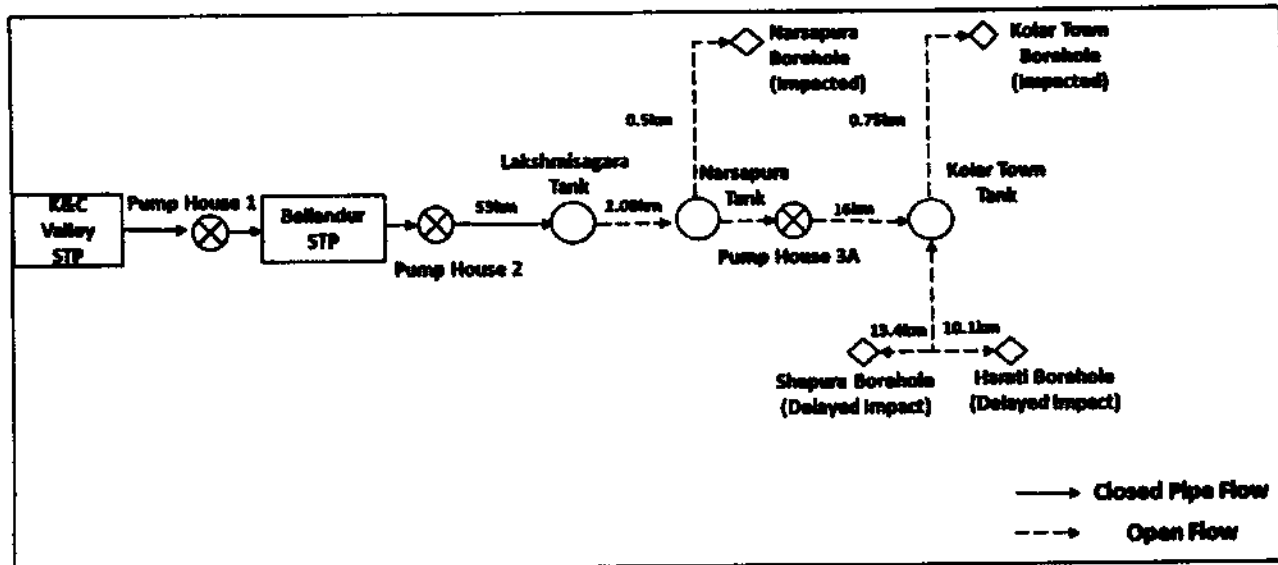 Narsapura
Borehole
(Impacted)
Kolar Town
Borehole
(Impacted)
0.5km
0.75km
Lakshmisagara
Tank
Narsapura
Tank
Kolar Town
Tank
K&C
Valley
STP
Pump House 1
Bellandur
STP
53km
2.08km
16km
Pump House 2
Pump House 3A
13.4km
10.1km
Shapura Borehole
(Delayed Impact)
Harati Borehole
(Delayed Impact)
Closed Pipe Flow
Open Flow